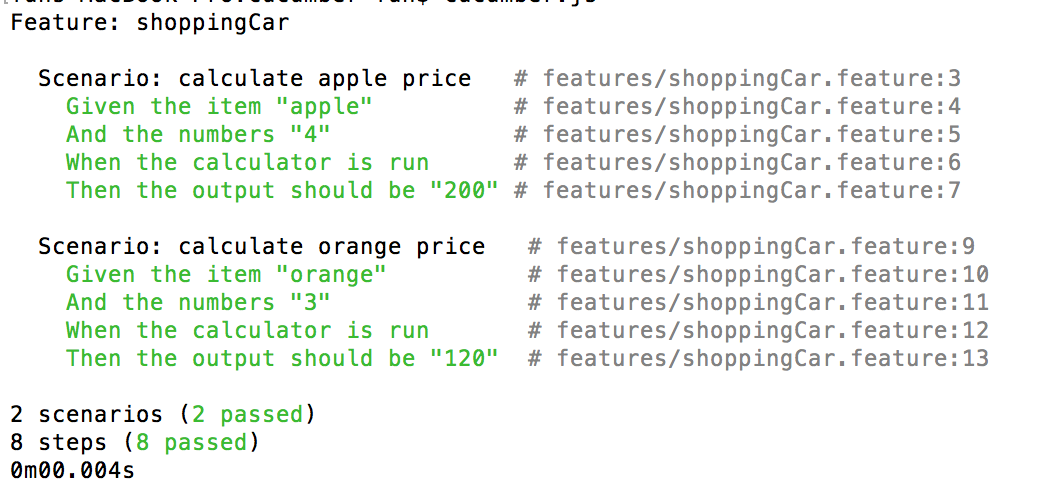 Feature: shoppingCar
Scenario: calculate apple price # features/shoppingCar.feature:3
Given the item "apple" # features/shoppingCar.feature:4
And the numbers "4" # features/shoppingCar.feature:5
When the calculator is run # features/shoppingCar.feature:6
Then the output should be "200" # features/shoppingCar.feature:7
Scenario: calculate orange price # features/shoppingCar.feature:9
Given the item "orange" # features/shoppingCar.feature:10
And the numbers "3" # features/shoppingCar.feature:11
When the calculator is run # features/shoppingCar.feature:12
Then the output should be "120" # features/shoppingCar.feature:13
2 scenarios (2 passed)
8 steps (8 passed)
0m00.004s